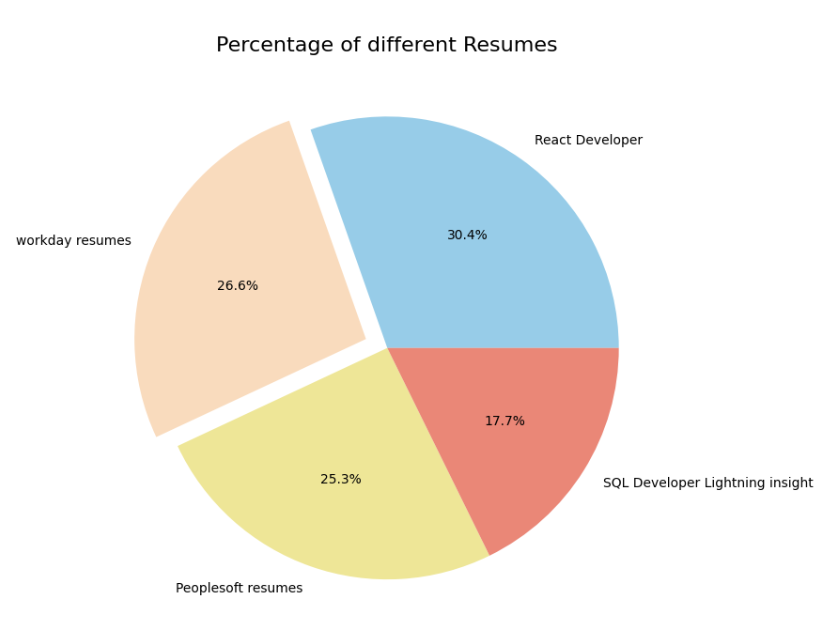 Percentage of different Resumes
React Developer
30.4%
workday resumes
26.6%
17.7%
SQL Developer Lightning insight
25.3%
Peoplesoft resumes